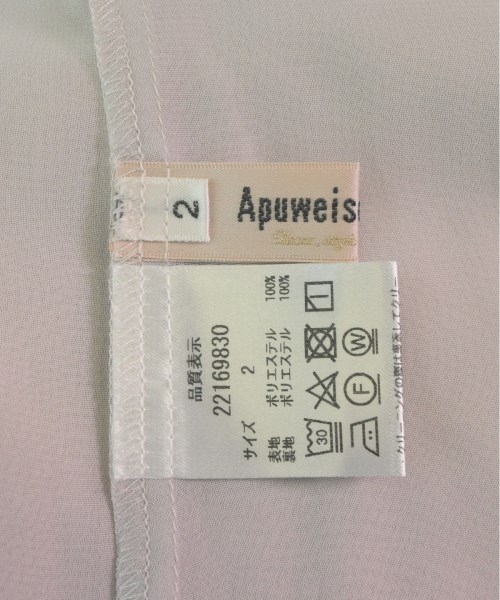 2
Apuweis
品質表示
22169830
サイズ 2
表地 ポリエステル 100%
裏地 ポリエステル 100%
30
F W